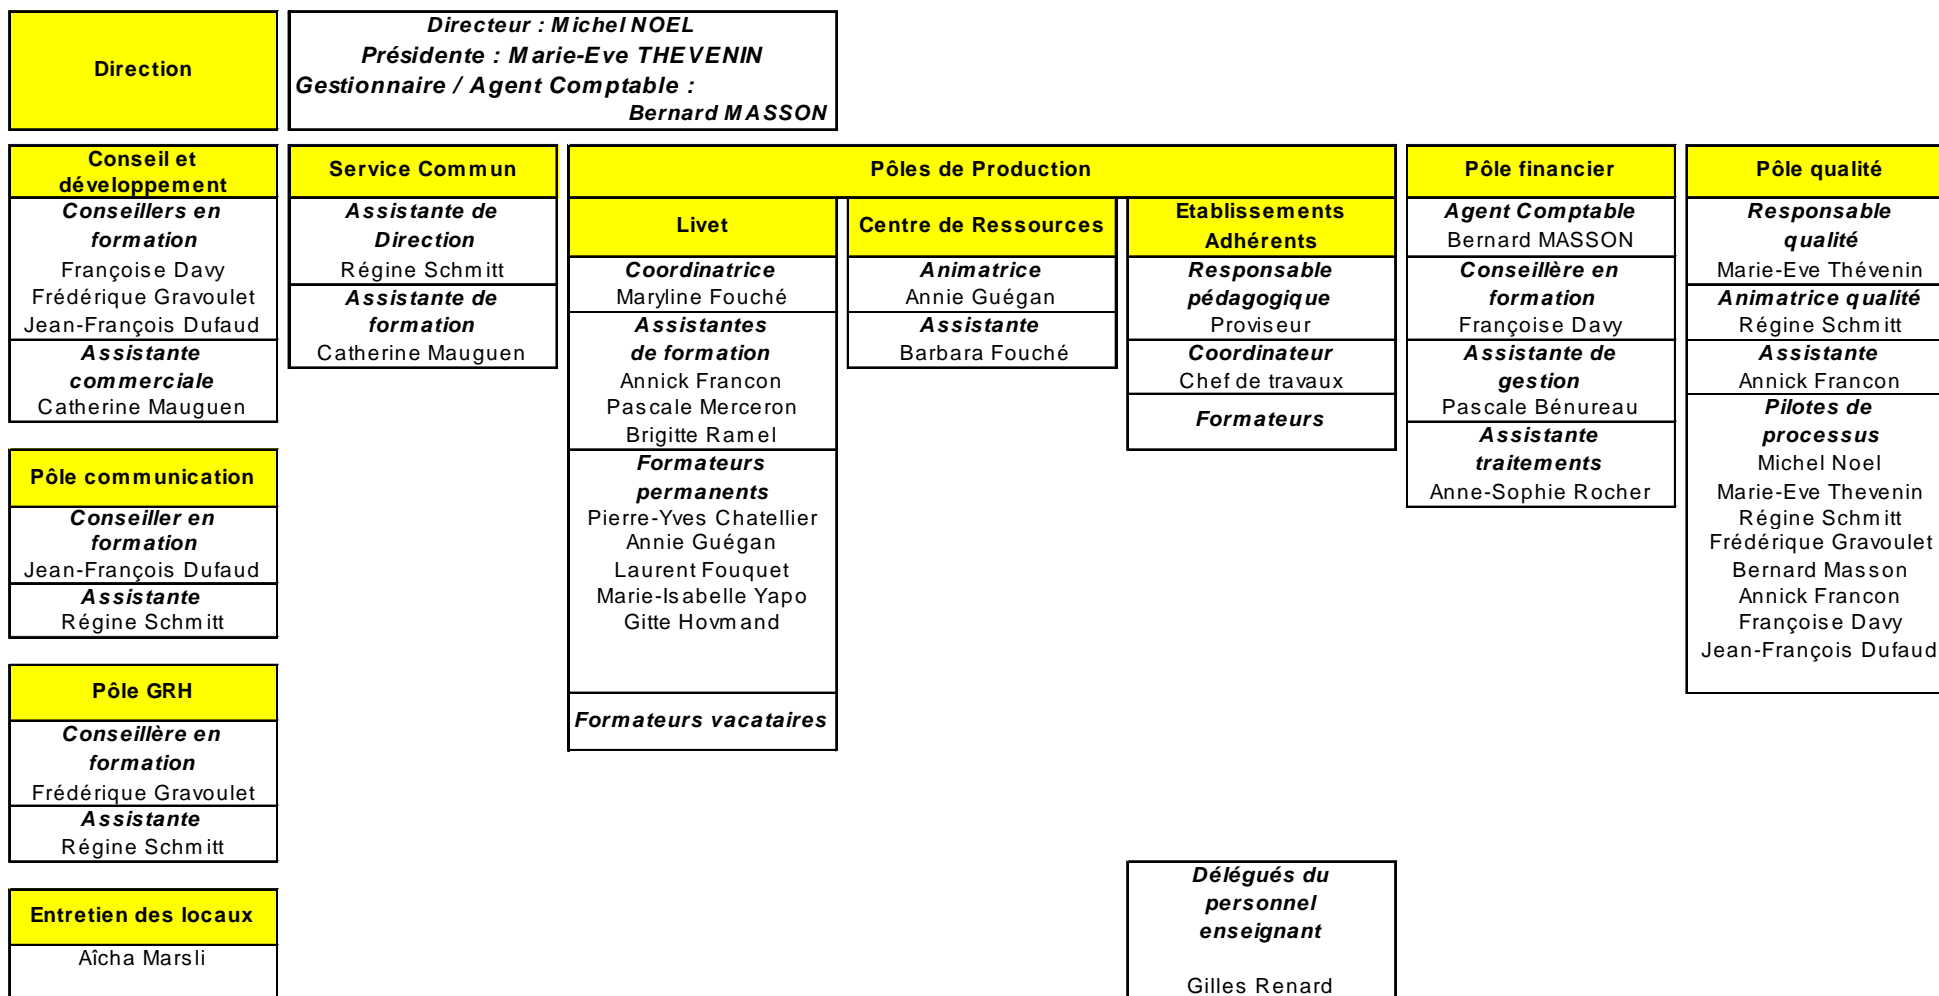 Direction
Directeur : Michel NOEL
Présidente : Marie-Eve THEVENIN
Gestionnaire / Agent Comptable :
Bernard MASSON
Conseil et
développement
Conseillers en
formation
Françoise Davy
Frédérique Gravoulet
Jean-François Dufaud
Assistante
commerciale
Catherine Mauguen
Pôle communication
Conseiller en
formation
Jean-François Dufaud
Assistante
Régine Schmitt
Pôle GRH
Conseillère en
formation
Frédérique Gravoulet
Assistante
Régine Schmitt
Entretien des locaux
Aîcha Marsli
Service Commun
Assistante de
Direction
Régine Schmitt
Assistante de
formation
Catherine Mauguen
Pôles de Production
Livet
Coordinatrice
Maryline Fouché
Assistantes
de formation
Annick Francon
Pascale Merceron
Brigitte Ramel
Formateurs
permanents
Pierre-Yves Chatellier
Annie Guégan
Laurent Fouquet
Marie-Isabelle Yapo
Gitte Hovmand
Formateurs vacataires
Centre de Ressources
Animatrice
Annie Guégan
Assistante
Barbara Fouché
Etablissements
Adhérents
Responsable
pédagogique
Proviseur
Coordinateur
Chef de travaux
Formateurs
Délégués du
personnel
enseignant
Gilles Renard
Pôle financier
Agent Comptable
Bernard MASSON
Conseillère en
formation
Françoise Davy
Assistante de
gestion
Pascale Bénureau
Assistante
traitements
Anne-Sophie Rocher
Pôle qualité
Responsable
qualité
Marie-Eve Thévenin
Animatrice qualité
Régine Schmitt
Assistante
Annick Francon
Pilotes de
processus
Michel Noel
Marie-Eve Thevenin
Régine Schmitt
Frédérique Gravoulet
Bernard Masson
Annick Francon
Françoise Davy
Jean-François Dufaud